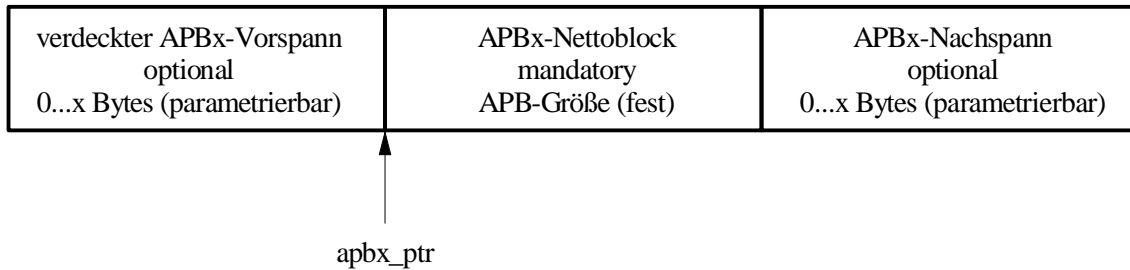 verdeckter APBx-Vorspann
optional
0...x Bytes (parametrierbar)
APBx-Nettoblock
mandatory
APB-Größe (fest)
APBx-Nachspann
optional
0...x Bytes (parametrierbar)
apbx_ptr